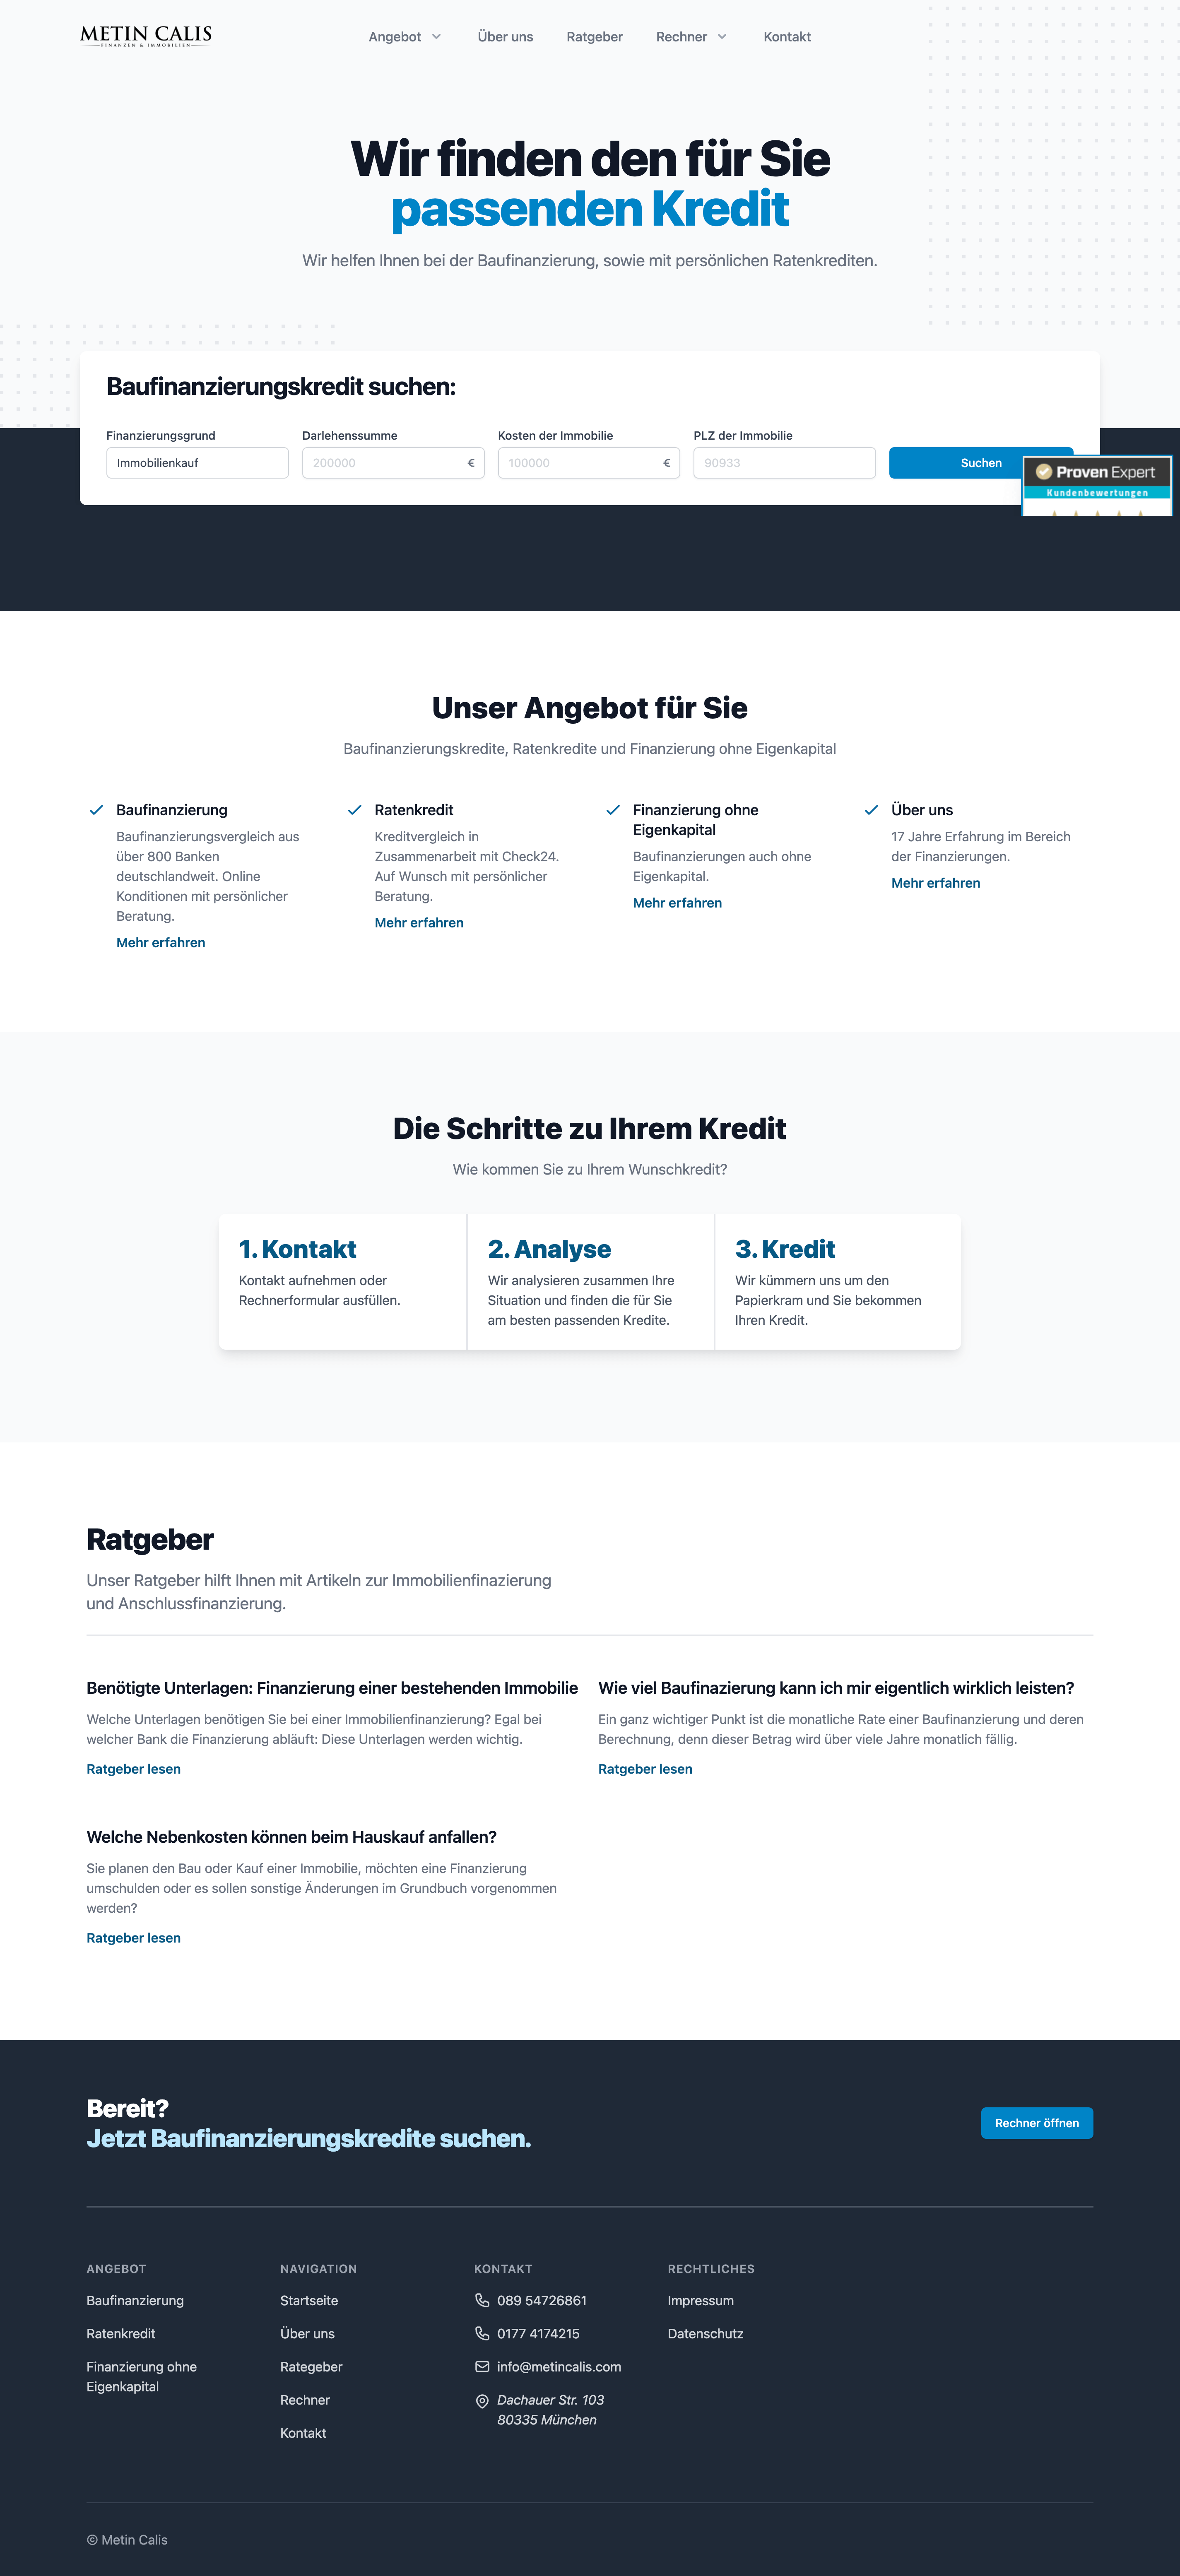 METIN CALIS
FINANZEN & IMMOBILIEN
Angebot
Über uns
Ratgeber
Rechner
Kontakt
Wir finden den für Sie
passenden Kredit
Wir helfen Ihnen bei der Baufinanzierung, sowie mit persönlichen Ratenkrediten.
Baufinanzierungskredit suchen:
Finanzierungsgrund
Immobilienkauf
Darlehenssumme
200000 €
Kosten der Immobilie
100000 €
PLZ der Immobilie
90933
Suchen
Proven Expert
Kundenbewertungen
Unser Angebot für Sie
Baufinanzierungskredite, Ratenkredite und Finanzierung ohne Eigenkapital
Baufinanzierung
Baufinanzierungsvergleich aus
über 800 Banken
deutschlandweit. Online
Konditionen mit persönlicher
Beratung.
Mehr erfahren
Ratenkredit
Kreditvergleich in
Zusammenarbeit mit Check24.
Auf Wunsch mit persönlicher
Beratung.
Mehr erfahren
Finanzierung ohne
Eigenkapital
Baufinanzierungen auch ohne
Eigenkapital.
Mehr erfahren
Über uns
17 Jahre Erfahrung im Bereich
der Finanzierungen.
Mehr erfahren
Die Schritte zu Ihrem Kredit
Wie kommen Sie zu Ihrem Wunschkredit?
1. Kontakt
Kontakt aufnehmen oder
Rechnerformular ausfüllen.
2. Analyse
Wir analysieren zusammen Ihre
Situation und finden die für Sie
am besten passenden Kredite.
3. Kredit
Wir kümmern uns um den
Papierkram und Sie bekommen
Ihren Kredit.
Ratgeber
Unser Ratgeber hilft Ihnen mit Artikeln zur Immobilienfinazierung
und Anschlussfinanzierung.
Benötigte Unterlagen: Finanzierung einer bestehenden Immobilie
Welche Unterlagen benötigen Sie bei einer Immobilienfinanzierung? Egal bei
welcher Bank die Finanzierung abläuft: Diese Unterlagen werden wichtig.
Ratgeber lesen
Wie viel Baufinazierung kann ich mir eigentlich wirklich leisten?
Ein ganz wichtiger Punkt ist die monatliche Rate einer Baufinanzierung und deren
Berechnung, denn dieser Betrag wird über viele Jahre monatlich fällig.
Ratgeber lesen
Welche Nebenkosten können beim Hauskauf anfallen?
Sie planen den Bau oder Kauf einer Immobilie, möchten eine Finanzierung
umschulden oder es sollen sonstige Änderungen im Grundbuch vorgenommen
werden?
Ratgeber lesen
Bereit?
Jetzt Baufinanzierungskredite suchen.
Rechner öffnen
ANGEBOT
Baufinanzierung
Ratenkredit
Finanzierung ohne
Eigenkapital
NAVIGATION
Startseite
Über uns
Rategeber
Rechner
Kontakt
KONTAKT
089 54726861
0177 4174215
info@metincalis.com
Dachauer Str. 103
80335 München
RECHTLICHES
Impressum
Datenschutz
© Metin Calis